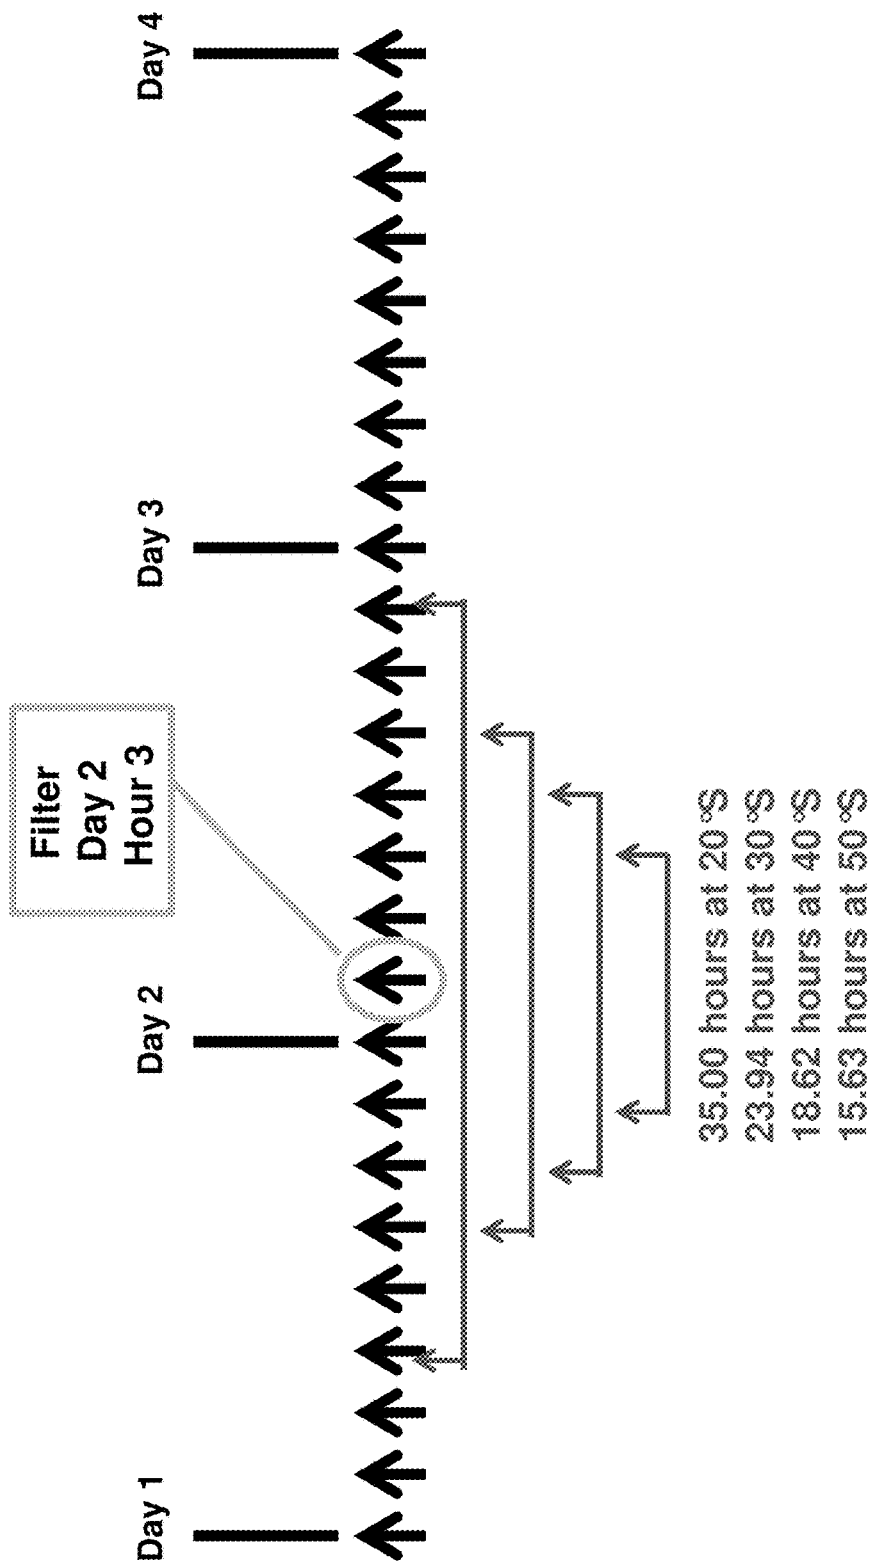 Filter
Day 2
Hour 3
Day 1
Day 2
Day 3
Day 4
35.00 hours at 20 °S
23.94 hours at 30 °S
18.62 hours at 40 °S
15.63 hours at 50 °S